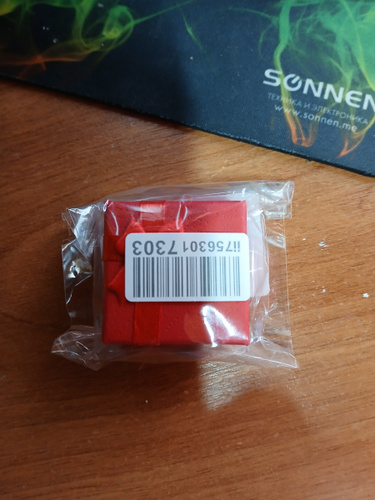 SONNEN
ТЕХНИКА И ЭЛЕКТРОНИКА
www.sonnen.me
ii7563017303